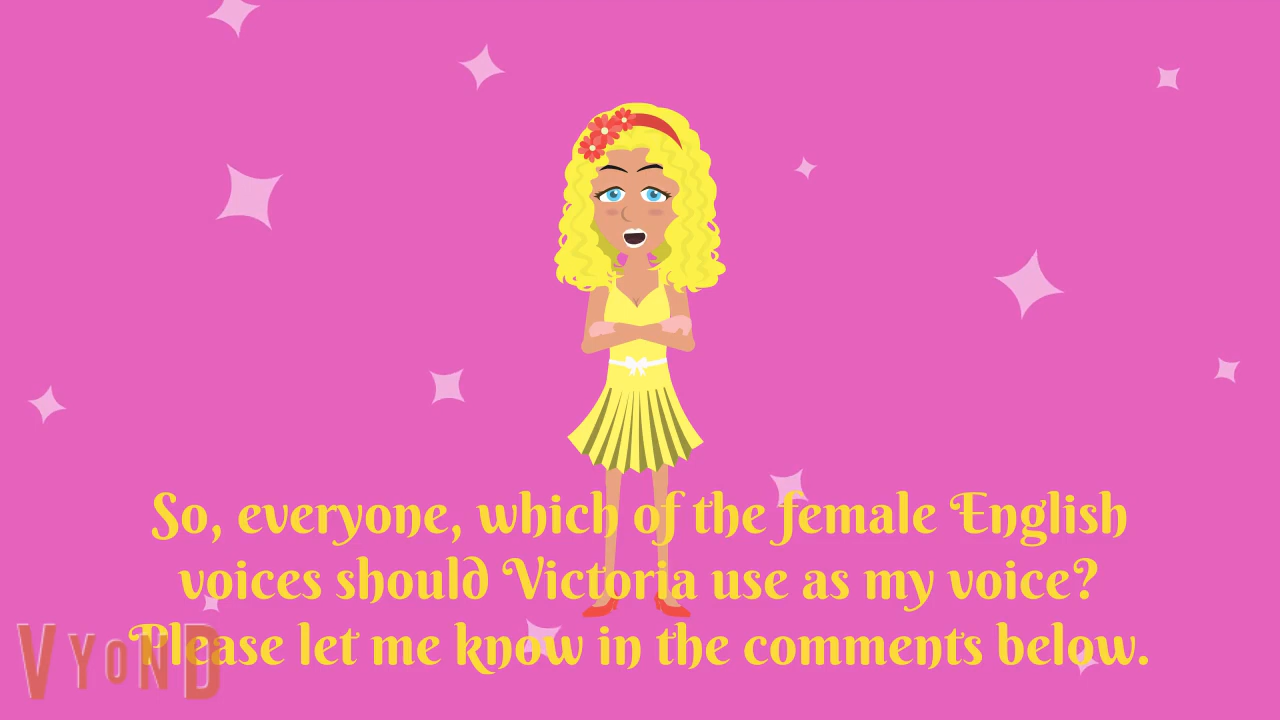 So, everyone, which of the female English
voices should Victoria use as my voice?
Please let me know in the comments below.
VYOND